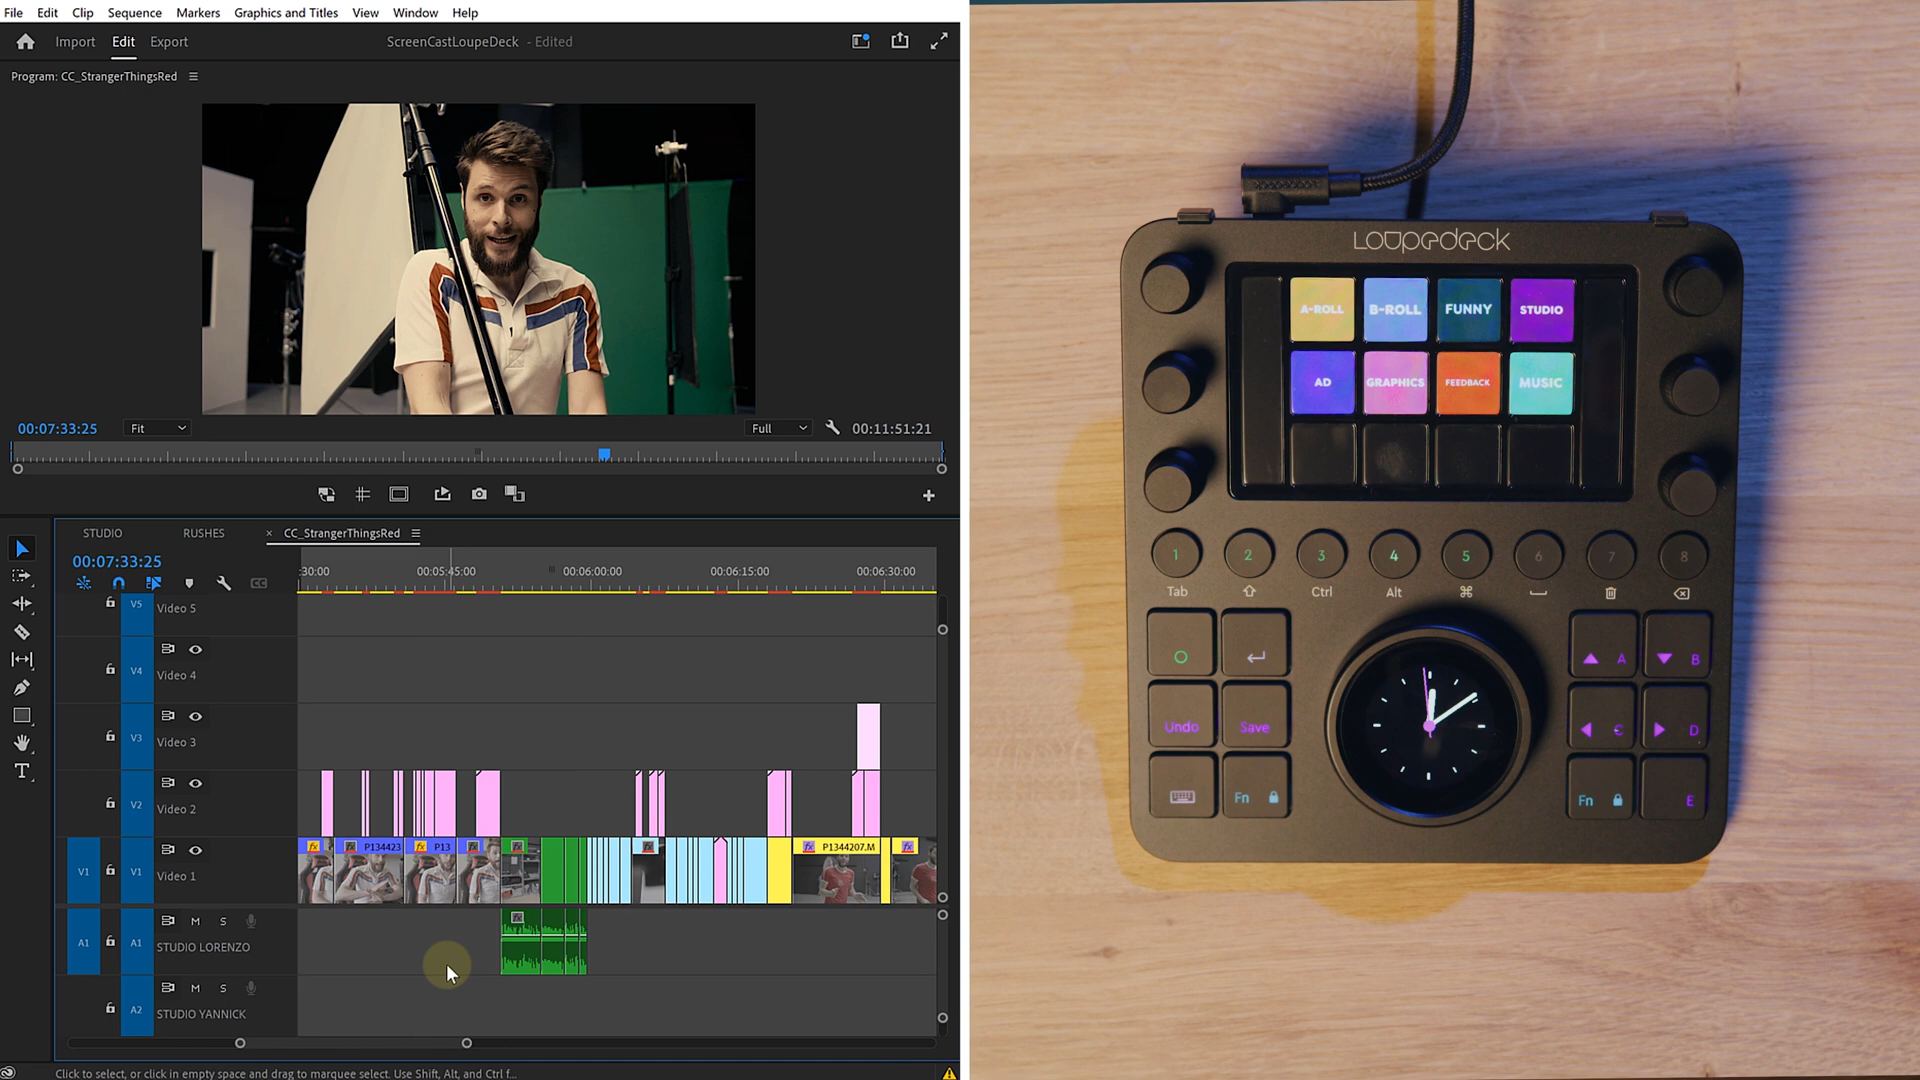 File Edit Clip Sequence Markers Graphics and Titles View Window Help
Import Edit Export
ScreenCastLoupeDeck - Edited
Program: CC_StrangerThingsRed
00:07:33:25 Fit Full 00:11:51:21
STUDIO RUSHES × CC_StrangerThingsRed
00:07:33:25
:30:00 00:05:45:00 00:06:00:00 00:06:15:00 00:06:30:00
CC
V5 Video 5
V4 Video 4
V3 Video 3
V2 Video 2
fx P134423 fx P13 fx P1344207.M fx
V1 V1 Video 1
M S
A1 A1 STUDIO LORENZO
M S
A2 STUDIO YANNICK
Click to select, or click in empty space and drag to marquee select. Use Shift, Alt, and Ctrl f...
Loupedeck
A-ROLL B-ROLL FUNNY STUDIO
AD GRAPHICS FEEDBACK MUSIC
1 2 3 4 5 6 7 8
Tab Ctrl Alt
A B
Undo Save C D
Fn Fn E